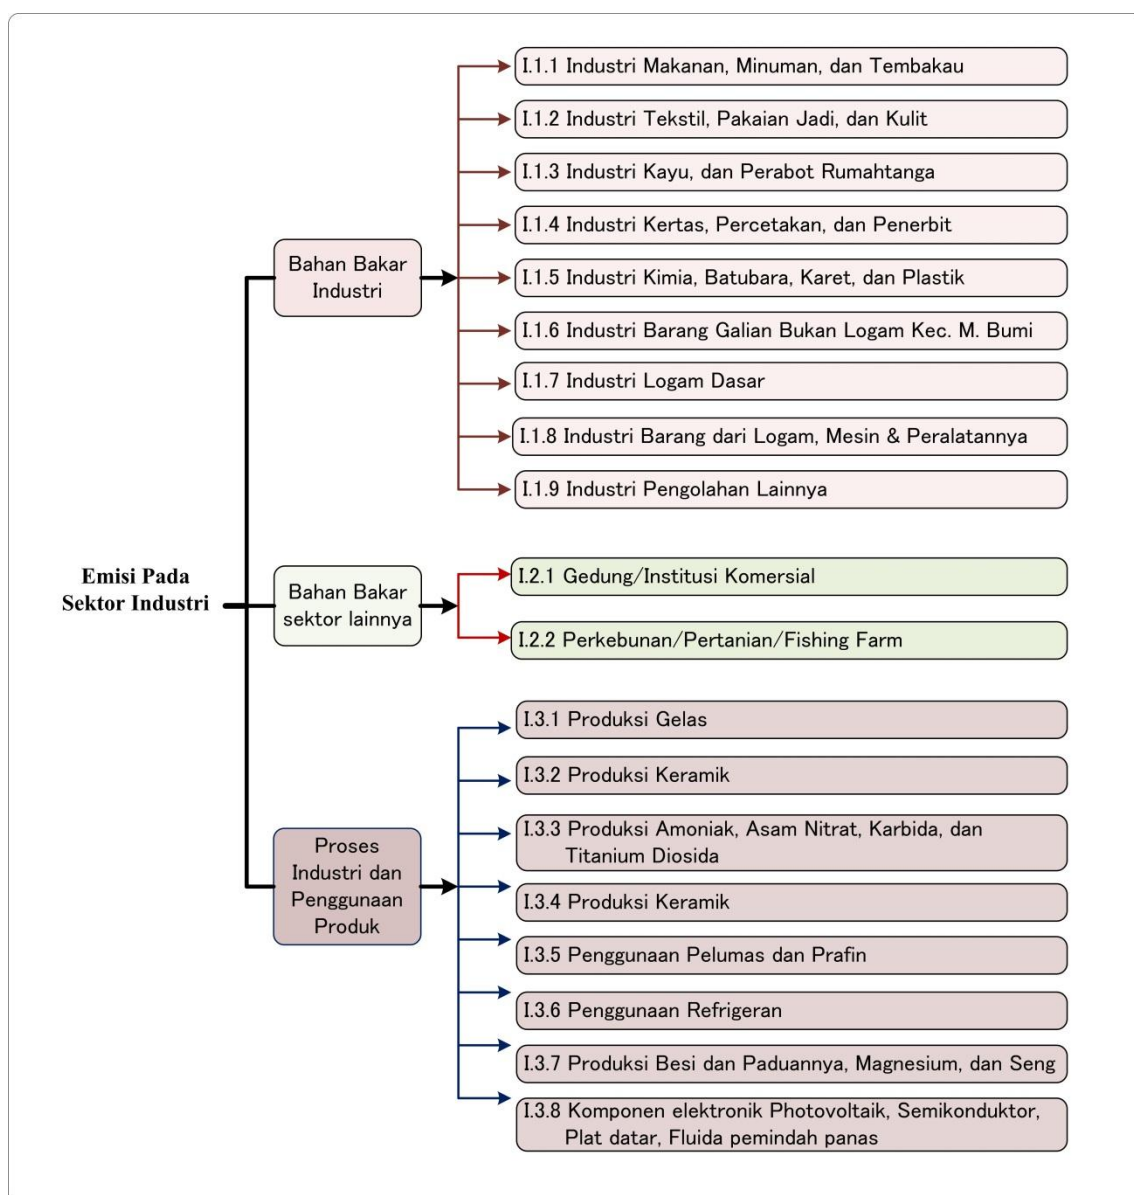 I.1.1 Industri Makanan, Minuman, dan Tembakau
I.1.2 Industri Tekstil, Pakaian Jadi, dan Kulit
I.1.3 Industri Kayu, dan Perabot Rumahtanga
I.1.4 Industri Kertas, Percetakan, dan Penerbit
Bahan Bakar
Industri
I.1.5 Industri Kimia, Batubara, Karet, dan Plastik
I.1.6 Industri Barang Galian Bukan Logam Kec. M. Bumi
I.1.7 Industri Logam Dasar
I.1.8 Industri Barang dari Logam, Mesin & Peralatannya
I.1.9 Industri Pengolahan Lainnya
Emisi Pada
Sektor Industri
Bahan Bakar
sektor lainnya
I.2.1 Gedung/Institusi Komersial
I.2.2 Perkebunan/Pertanian/Fishing Farm
Proses
Industri dan
Penggunaan
Produk
I.3.1 Produksi Gelas
I.3.2 Produksi Keramik
I.3.3 Produksi Amoniak, Asam Nitrat, Karbida, dan
Titanium Diosida
I.3.4 Produksi Keramik
I.3.5 Penggunaan Pelumas dan Prafin
I.3.6 Penggunaan Refrigeran
I.3.7 Produksi Besi dan Paduannya, Magnesium, dan Seng
I.3.8 Komponen elektronik Photovoltaik, Semikonduktor,
Plat datar, Fluida pemindah panas